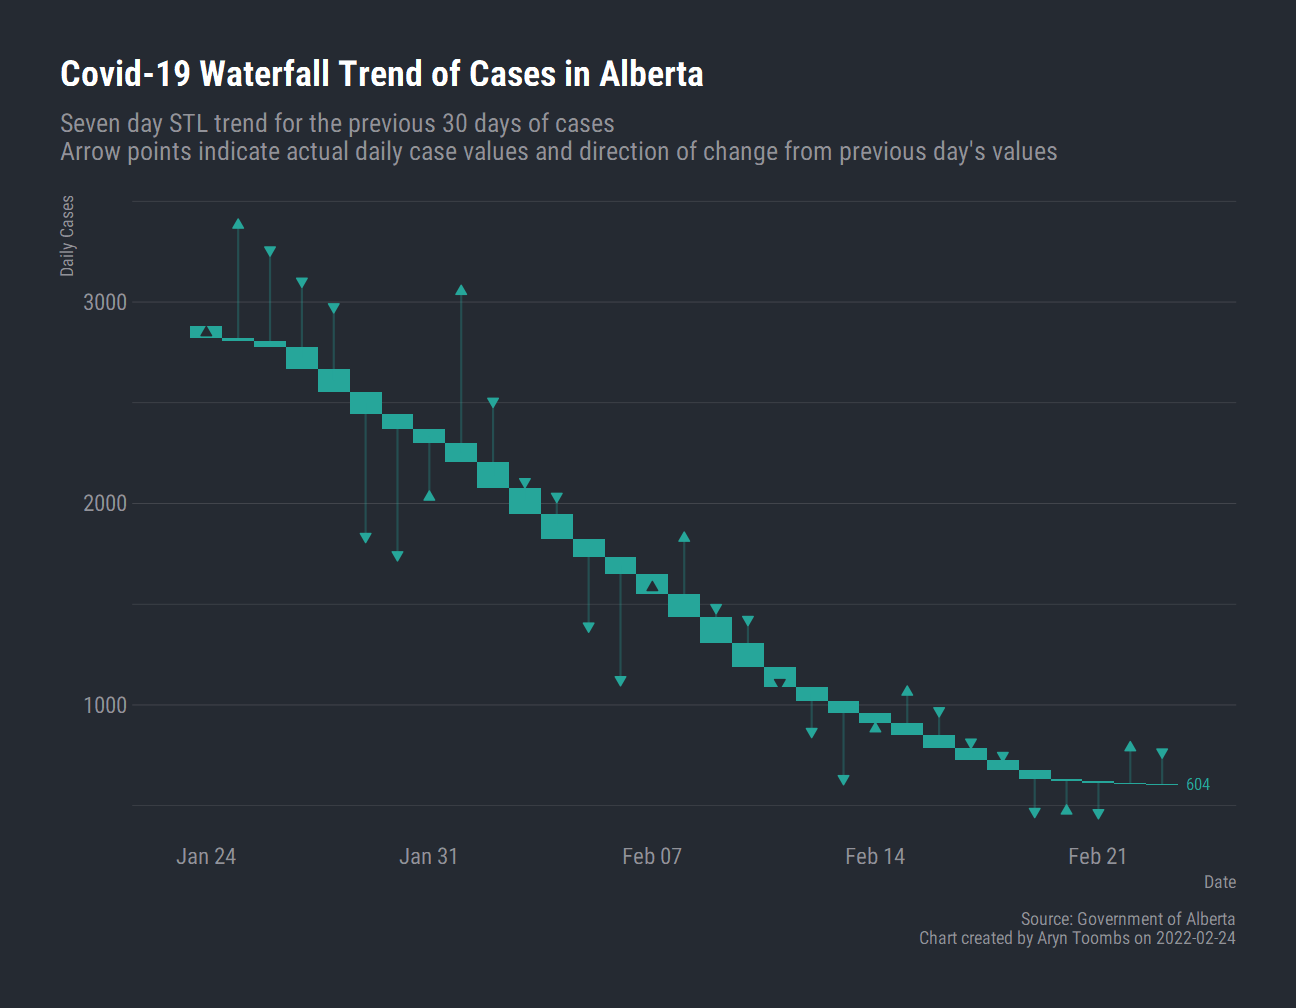 Covid-19 Waterfall Trend of Cases in Alberta
Seven day STL trend for the previous 30 days of cases
Arrow points indicate actual daily case values and direction of change from previous day's values
Daily Cases
3000
2000
1000
604
Jan 24
Jan 31
Feb 07
Feb 14
Feb 21
Date
Source: Government of Alberta
Chart created by Aryn Toombs on 2022-02-24